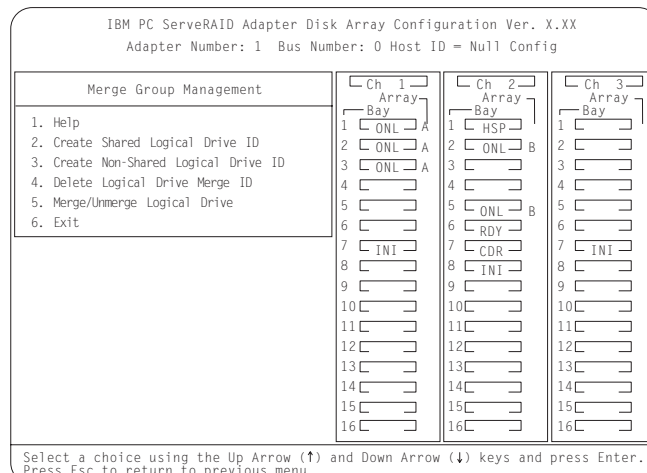 IBM PC ServeRAID Adapter Disk Array Configuration Ver. X.XX
Adapter Number: 1 Bus Number: 0 Host ID = Null Config
Merge Group Management
1. Help
2. Create Shared Logical Drive ID
3. Create Non-Shared Logical Drive ID
4. Delete Logical Drive Merge ID
5. Merge/Unmerge Logical Drive
6. Exit
Ch 1
Array
Bay
1 ONL A
2 ONL A
3 ONL A
4
5
6
7 INI
8
9
10
11
12
13
14
15
16
Ch 2
Array
Bay
1 HSP
2 ONL B
3
4
5 ONL B
6 RDY
7 CDR
8 INI
9
10
11
12
13
14
15
16
Ch 3
Array
Bay
1
2
3
4
5
6
7 INI
8
9
10
11
12
13
14
15
16
Select a choice using the Up Arrow (↑) and Down Arrow (↓) keys and press Enter.
Press Esc to return to previous menu